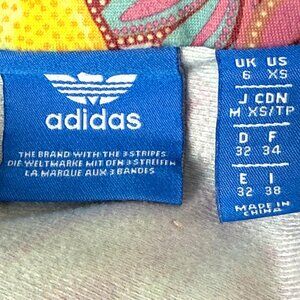 adidas
THE BRAND WITH THE 3 STRIPES
DIE WELTMARKE MIT DEN 3 STREIFEN
LA MARQUE AUX 3 BANDES
UK US
6 XS
J CDN
M XS/TP
D F
32 34
E I
32 38
MADE IN
CHINA